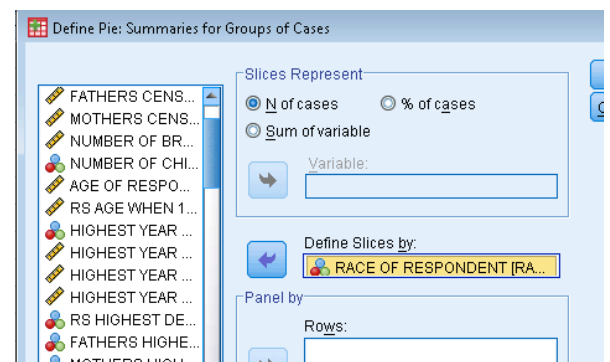 Define Pie: Summaries for Groups of Cases
FATHERS CENS...
MOTHERS CENS...
NUMBER OF BR...
NUMBER OF CHI...
AGE OF RESPO...
RS AGE WHEN 1...
HIGHEST YEAR ...
HIGHEST YEAR ...
HIGHEST YEAR ...
HIGHEST YEAR ...
RS HIGHEST DE...
FATHERS HIGHE...
MOTHERS HIGH...
Slices Represent
N of cases % of cases
Sum of variable
Variable:
Define Slices by:
RACE OF RESPONDENT [RA...
Panel by
Rows: